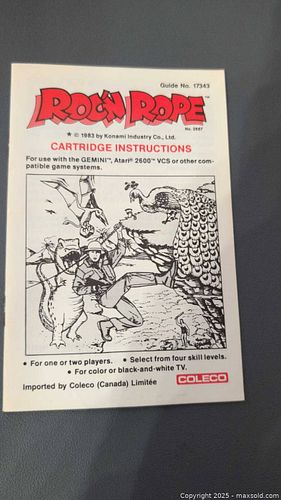 Guide No. 17343
ROC'N ROPE™
No. 2667
★ © 1983 by Konami Industry Co., Ltd.
CARTRIDGE INSTRUCTIONS
For use with the GEMINI™, Atari® 2600™ VCS or other com-
patible game systems.
• For one or two players. • Select from four skill levels.
• For color or black-and-white TV.
Imported by Coleco (Canada) Limitée
COLECO
Copyright © 2025 - maxsold.com